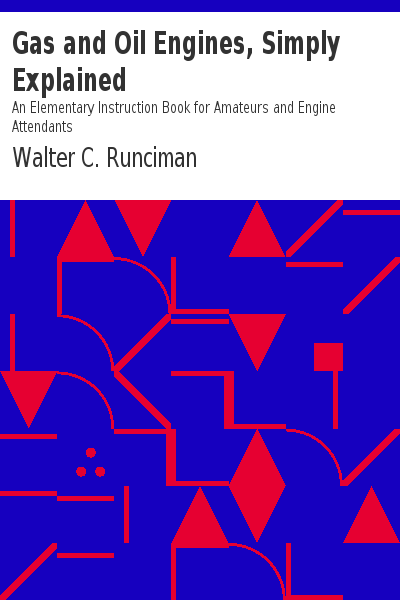 Gas and Oil Engines, Simply
Explained
An Elementary Instruction Book for Amateurs and Engine
Attendants
Walter C. Runciman